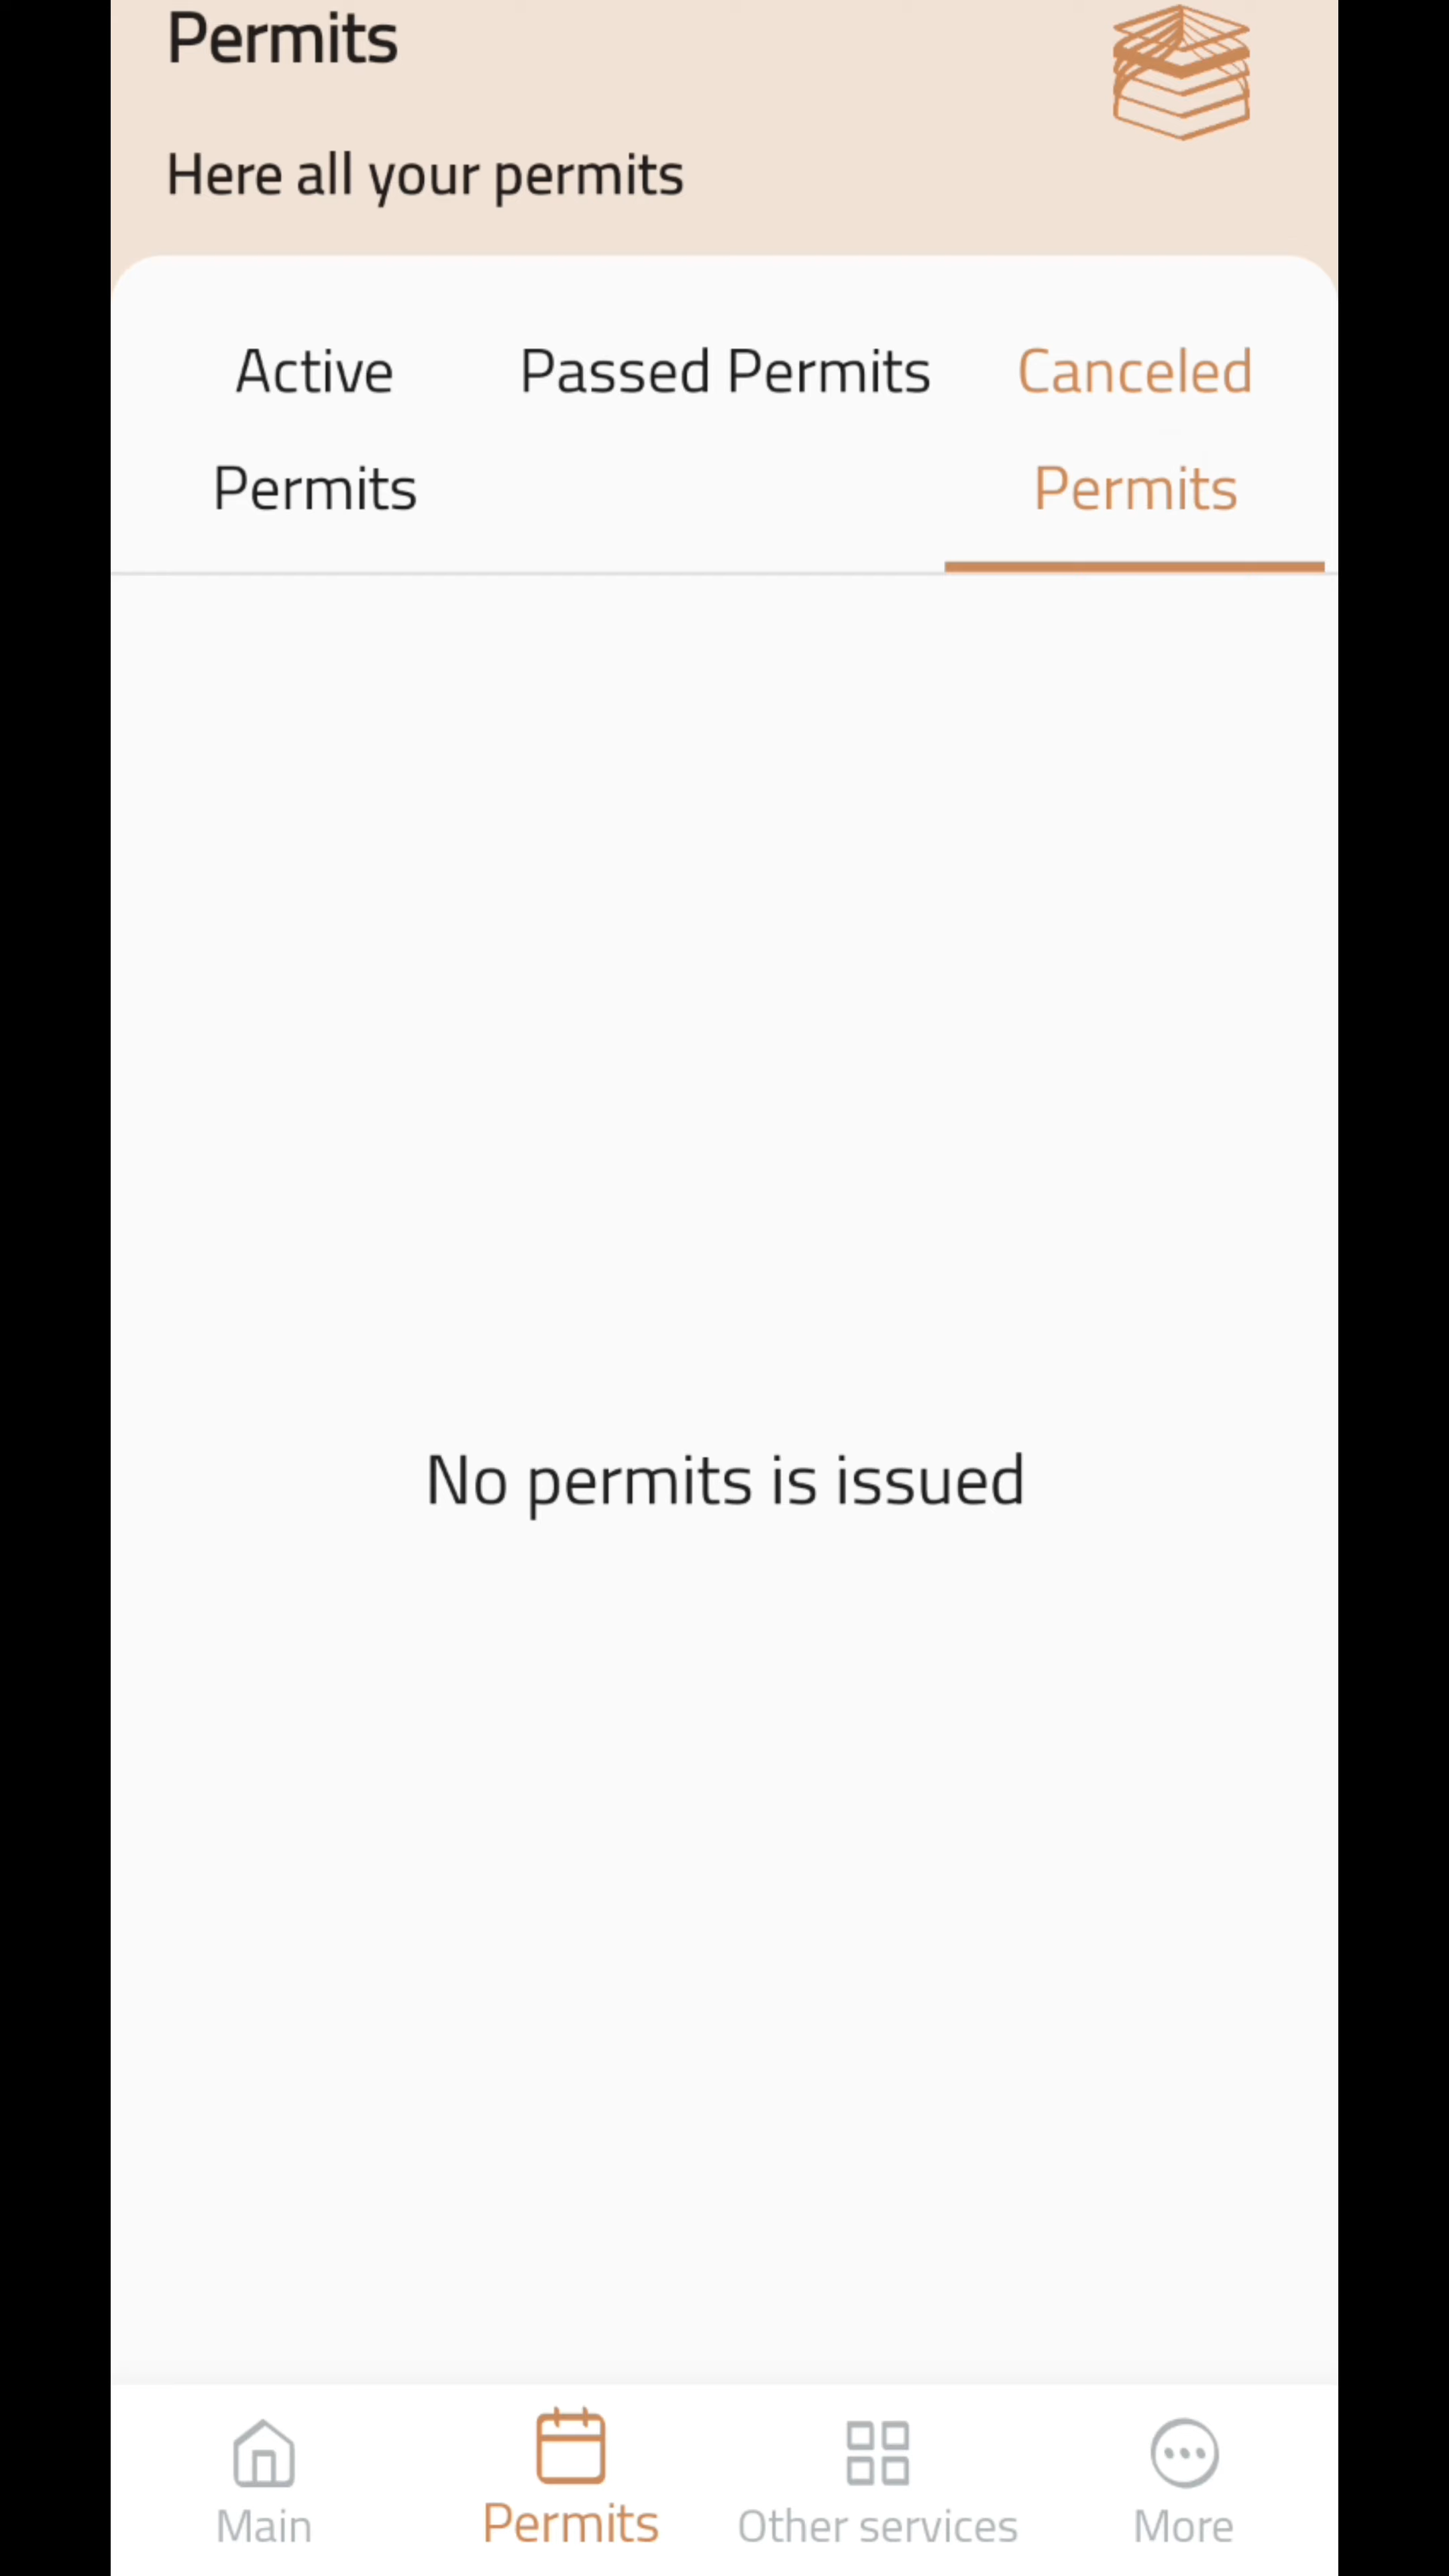 Permits
Here all your permits
Active Permits
Passed Permits
Canceled Permits
No permits is issued
Main
Permits
Other services
More